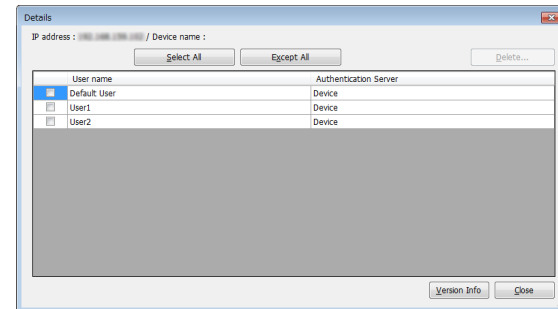 Details
IP address : / Device name :
Select All Except All Delete...
User name Authentication Server
Default User Device
User1 Device
User2 Device
Version Info Close